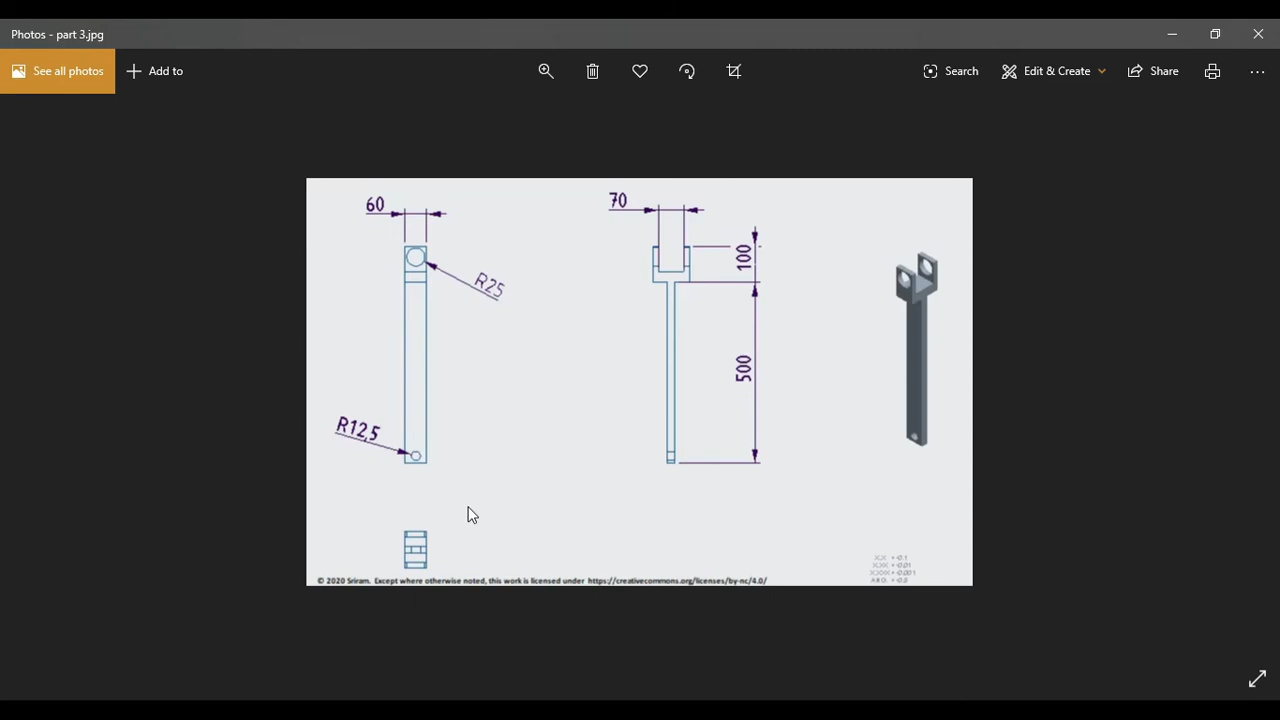 Photos - part 3.jpg
See all photos
Add to
Search
Edit & Create
Share
60
70
100
R25
500
R12,5
© 2020 Sriram. Except where otherwise noted, this work is licensed under https://creativecommons.org/licenses/by-nc/4.0/